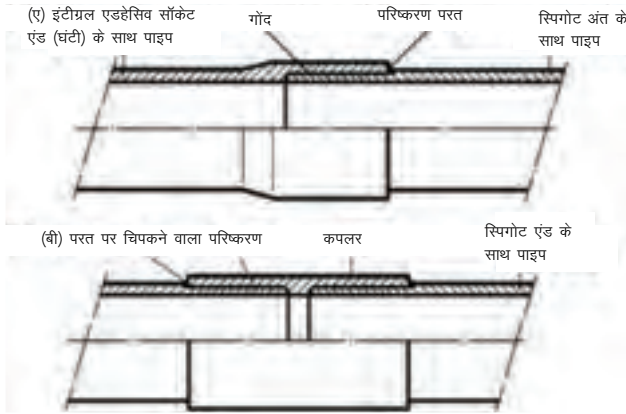 (ए) इंटीग्रल एडहेसिव सॉकेट
एंड (घंटी) के साथ पाइप
गोंद
परिष्करण परत
स्पिगोट अंत के
साथ पाइप
(बी) परत पर चिपकने वाला परिष्करण
कपलर
स्पिगोट एंड के
साथ पाइप